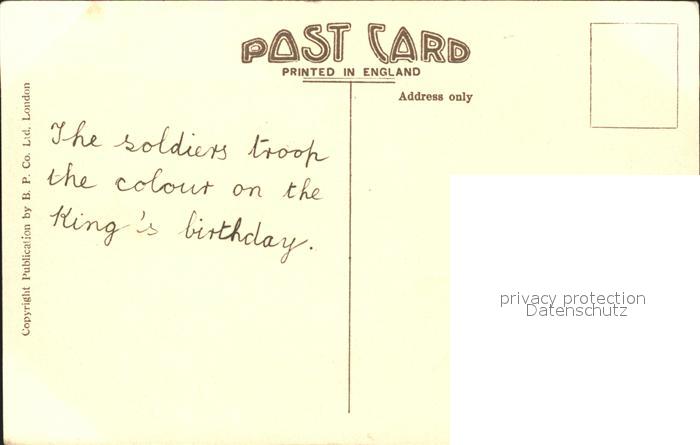 POST CARD
PRINTED IN ENGLAND
Address only
Copyright Publication by B. P. Co. Ltd. London
The soldiers troop
the colour on the
King's birthday.
privacy protection
Datenschutz